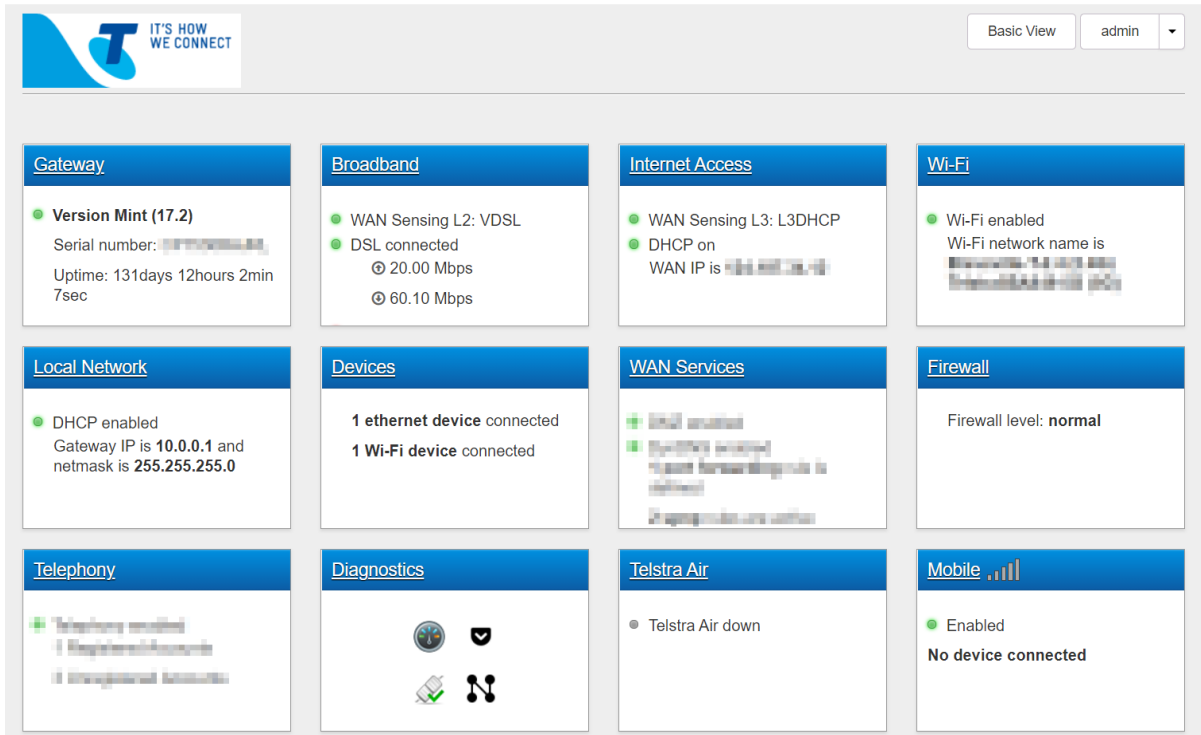 IT'S HOW
WE CONNECT
Basic View
admin
Gateway
Version Mint (17.2)
Serial number:
Uptime: 131days 12hours 2min
7sec
Broadband
WAN Sensing L2: VDSL
DSL connected
20.00 Mbps
60.10 Mbps
Internet Access
WAN Sensing L3: L3DHCP
DHCP on
WAN IP is
Wi-Fi
Wi-Fi enabled
Wi-Fi network name is
Local Network
DHCP enabled
Gateway IP is 10.0.0.1 and
netmask is 255.255.255.0
Devices
1 ethernet device connected
1 Wi-Fi device connected
WAN Services
Firewall
Firewall level: normal
Telephony
Diagnostics
Telstra Air
Telstra Air down
Mobile
Enabled
No device connected